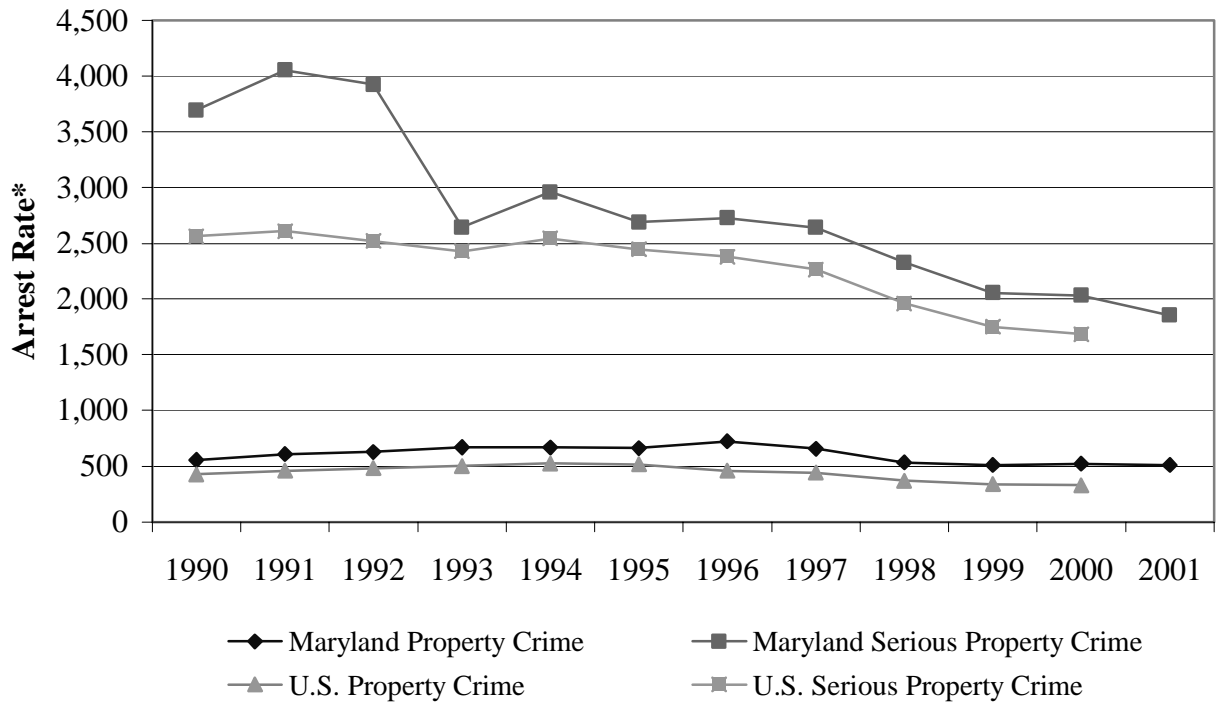 4,500
4,000
3,500
3,000
2,500
2,000
1,500
1,000
500
0
Arrest Rate*
1990 1991 1992 1993 1994 1995 1996 1997 1998 1999 2000 2001
Maryland Property Crime Maryland Serious Property Crime
U.S. Property Crime U.S. Serious Property Crime